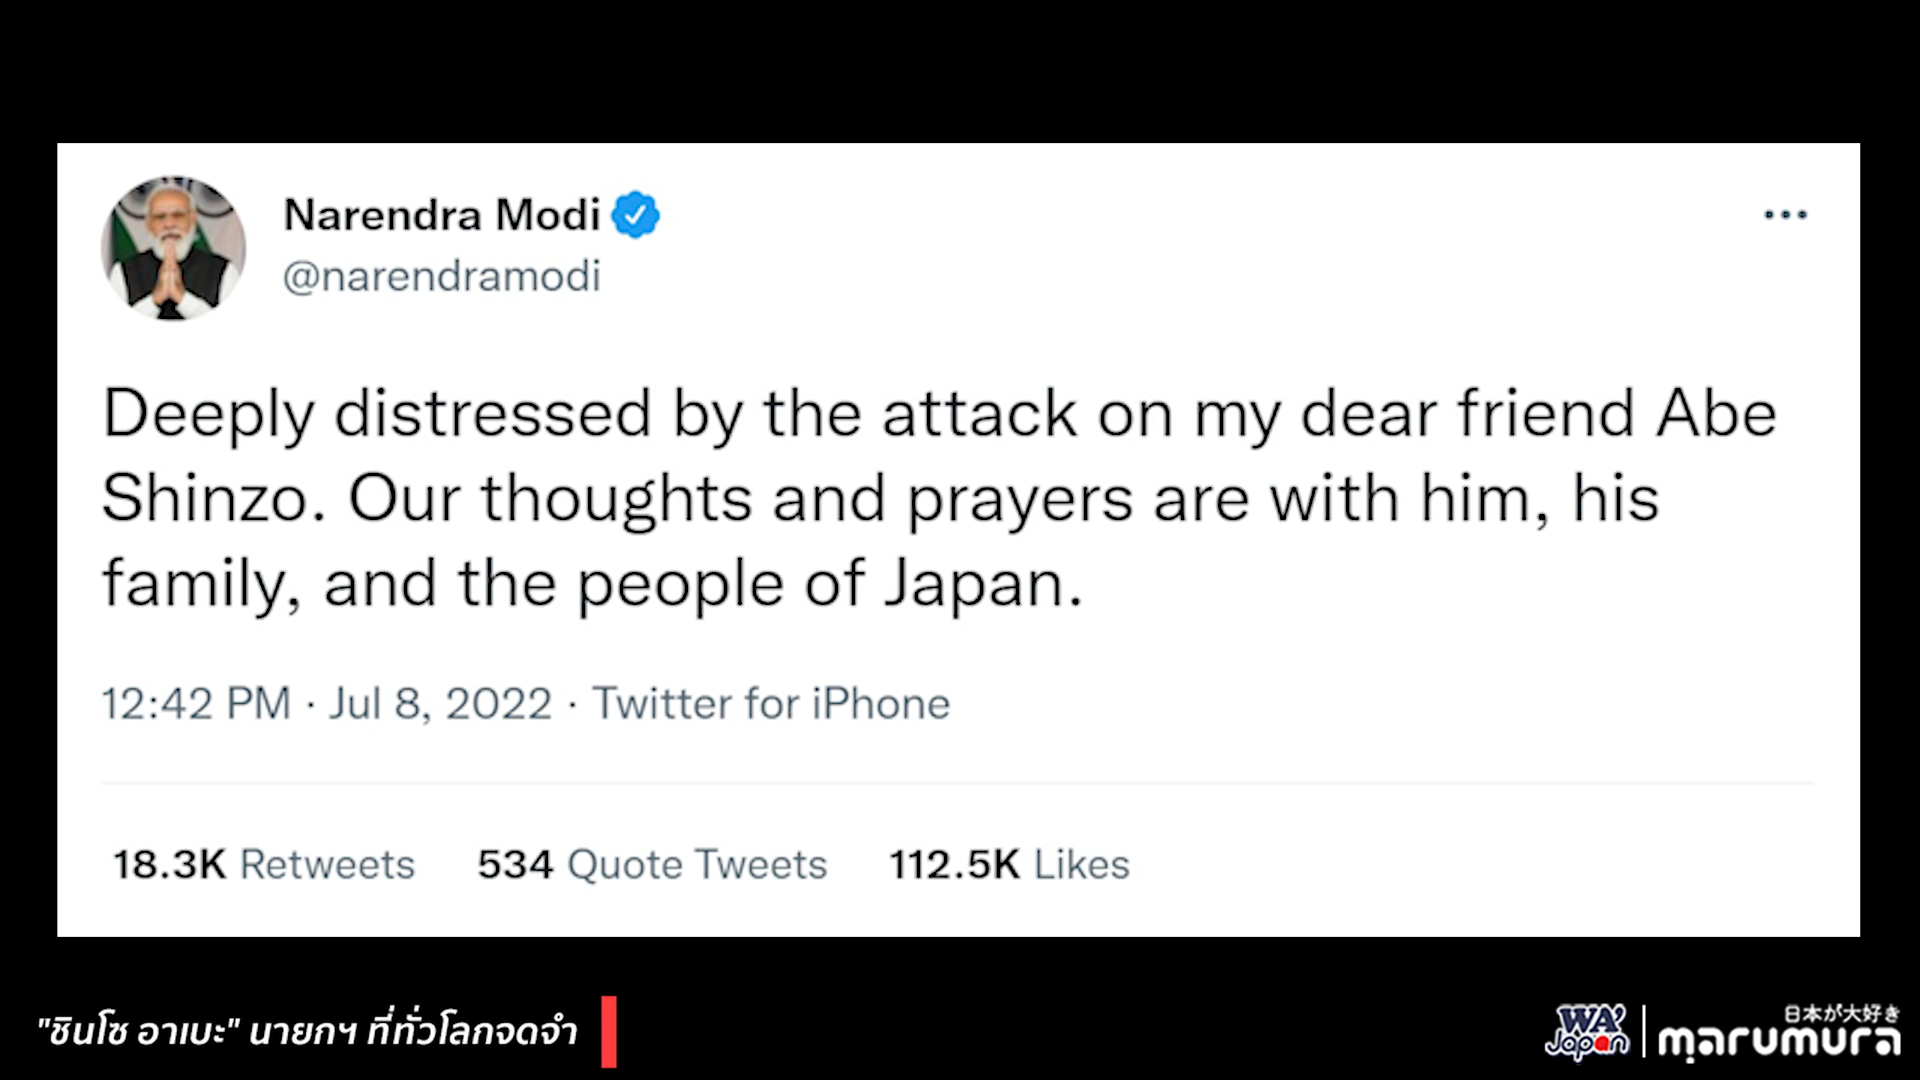 Narendra Modi
@narendramodi
Deeply distressed by the attack on my dear friend Abe
Shinzo. Our thoughts and prayers are with him, his
family, and the people of Japan.
12:42 PM · Jul 8, 2022 · Twitter for iPhone
18.3K Retweets 534 Quote Tweets 112.5K Likes
"ชินโซ อาเบะ" นายกฯ ที่ทั่วโลกจดจำ
WA' Japan
日本が大好き
marumura